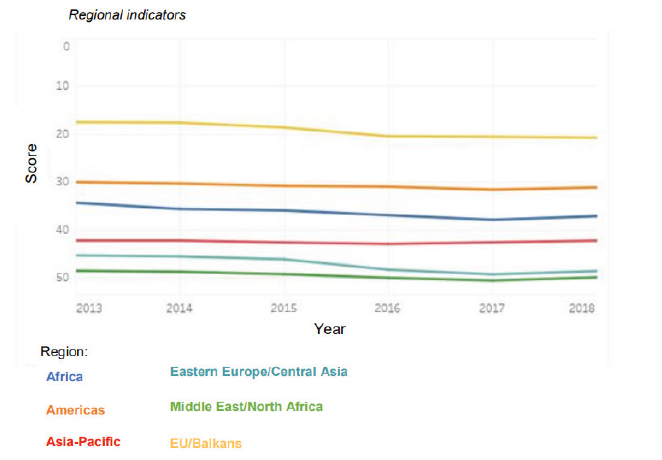 Regional indicators
0
10
20
30
40
50
Score
2013 2014 2015 2016 2017 2018
Year
Region:
Africa
Eastern Europe/Central Asia
Americas
Middle East/North Africa
Asia-Pacific
EU/Balkans